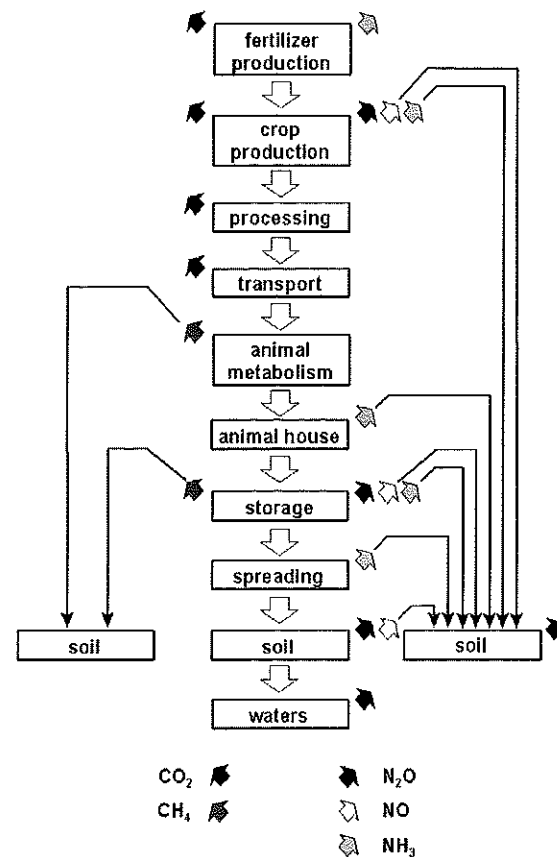 fertilizer
production
crop
production
processing
transport
animal
metabolism
animal house
storage
spreading
soil
soil
soil
waters
CO₂
N₂O
CH₄
NO
NH₃